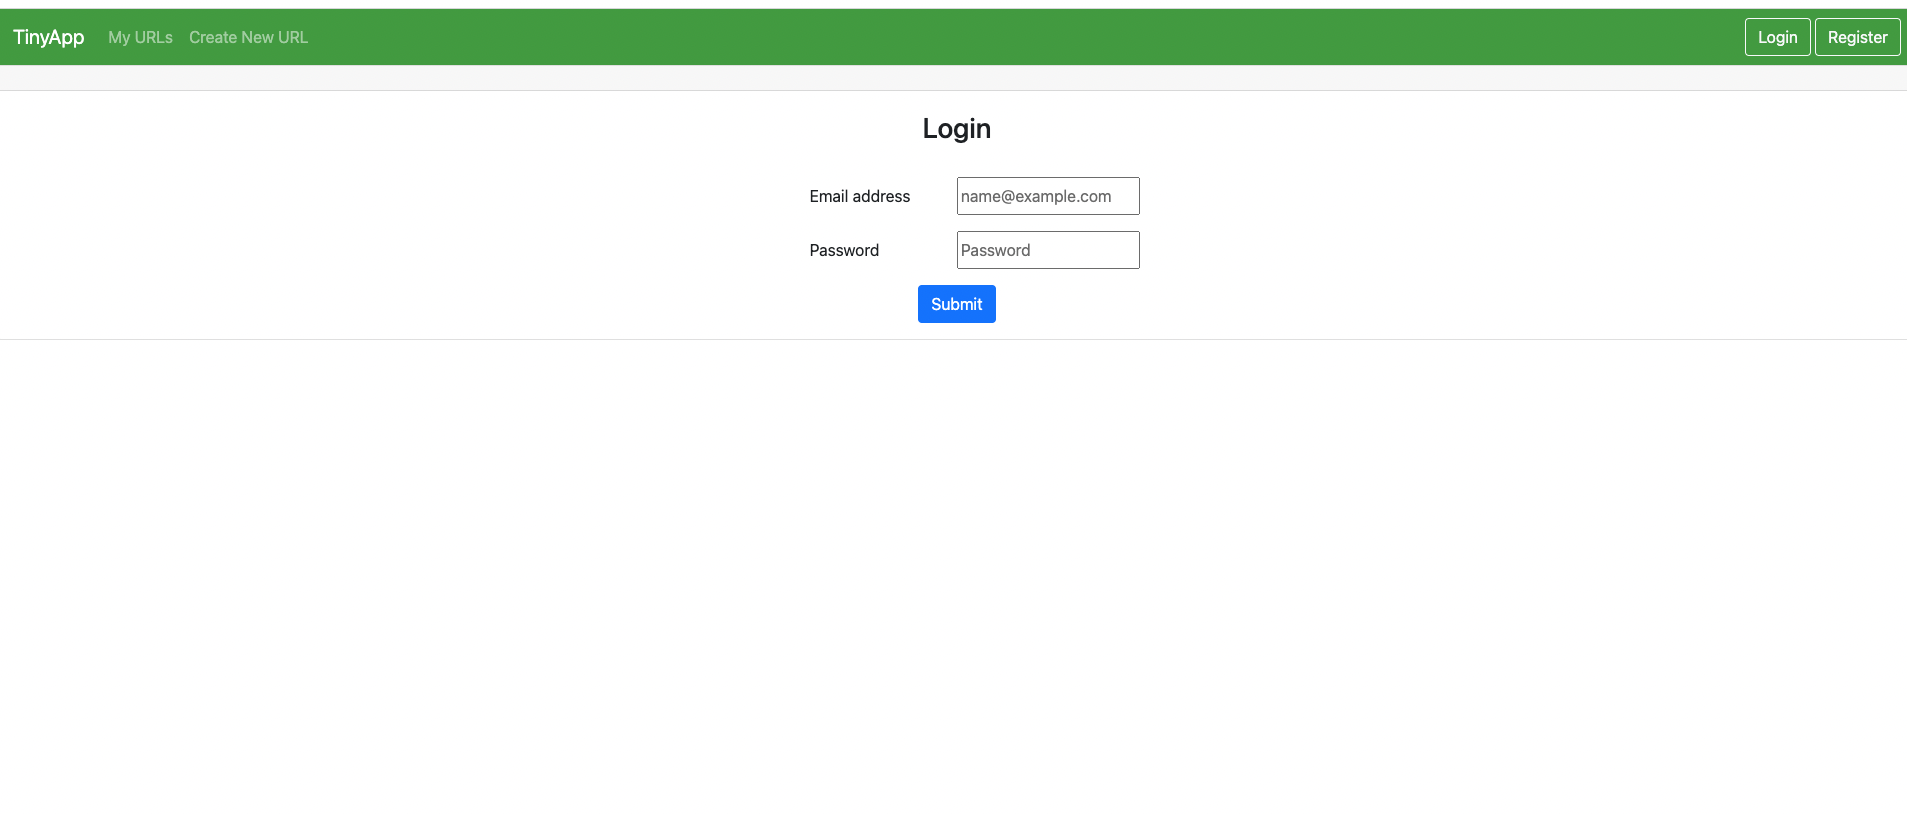 TinyApp My URLs Create New URL Login Register
Login
Email address name@example.com
Password Password
Submit